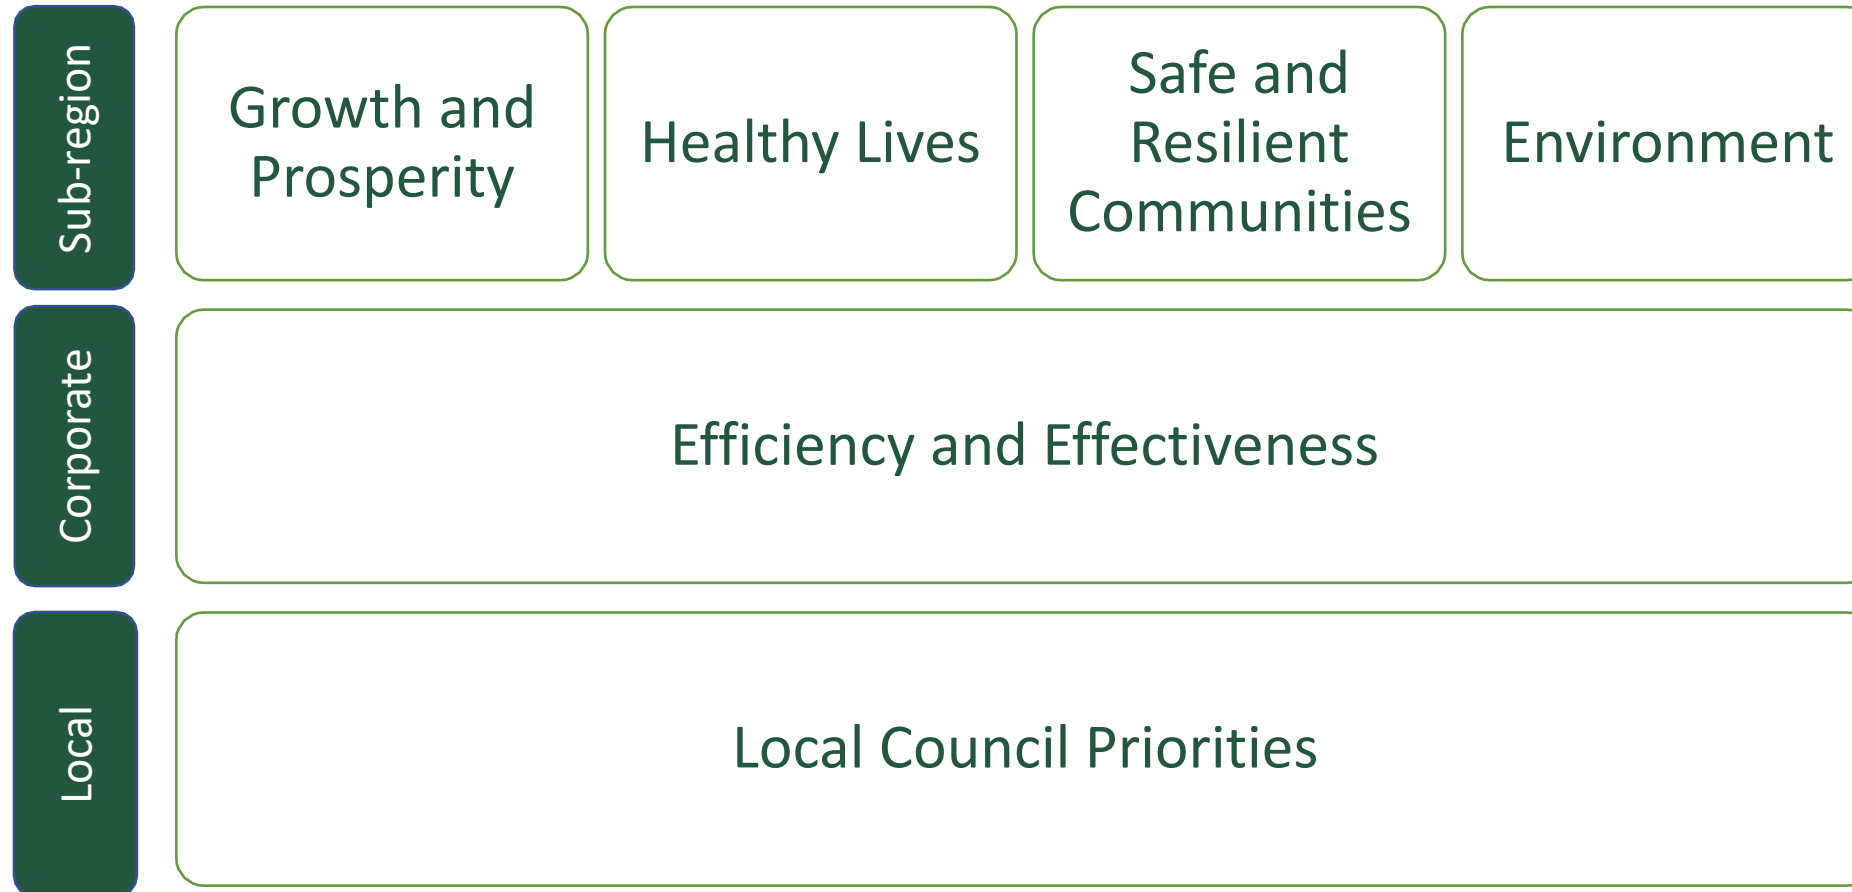 Sub-region
Growth and
Prosperity
Healthy Lives
Safe and
Resilient
Communities
Environment
Corporate
Efficiency and Effectiveness
Local
Local Council Priorities